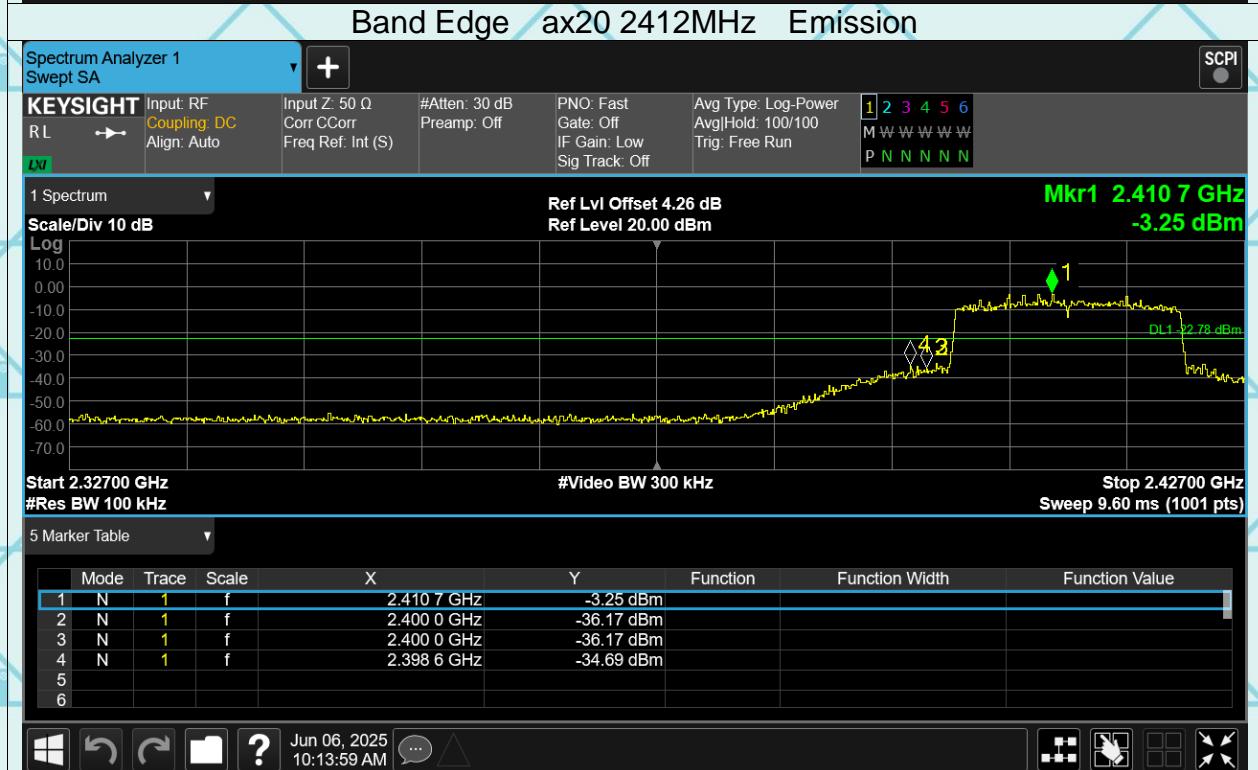 Band Edge ax20 2412MHz Emission
Spectrum Analyzer 1
Swept SA
+
SCPI
KEYSIGHT Input: RF Input Z: 50 Ω #Atten: 30 dB PNO: Fast Avg Type: Log-Power 1 2 3 4 5 6
Coupling: DC Corr CCorr Preamp: Off Gate: Off Avg|Hold: 100/100
R L Align: Auto Freq Ref: Int (S) IF Gain: Low Trig: Free Run M W W W W W
Sig Track: Off P N N N N N
LXI
1 Spectrum
Scale/Div 10 dB
Ref Lvl Offset 4.26 dB
Ref Level 20.00 dBm
Mkr1 2.410 7 GHz
-3.25 dBm
Log
10.0
0.00
-10.0
-20.0
-30.0
-40.0
-50.0
-60.0
-70.0
1
DL1 -22.78 dBm
4
Start 2.32700 GHz #Video BW 300 kHz Stop 2.42700 GHz
#Res BW 100 kHz Sweep 9.60 ms (1001 pts)
5 Marker Table
Mode Trace Scale X Y Function Function Width Function Value
1 N 1 f 2.410 7 GHz -3.25 dBm
2 N 1 f 2.400 0 GHz -36.17 dBm
3 N 1 f 2.400 0 GHz -36.17 dBm
4 N 1 f 2.398 6 GHz -34.69 dBm
5
6
?
Jun 06, 2025
10:13:59 AM